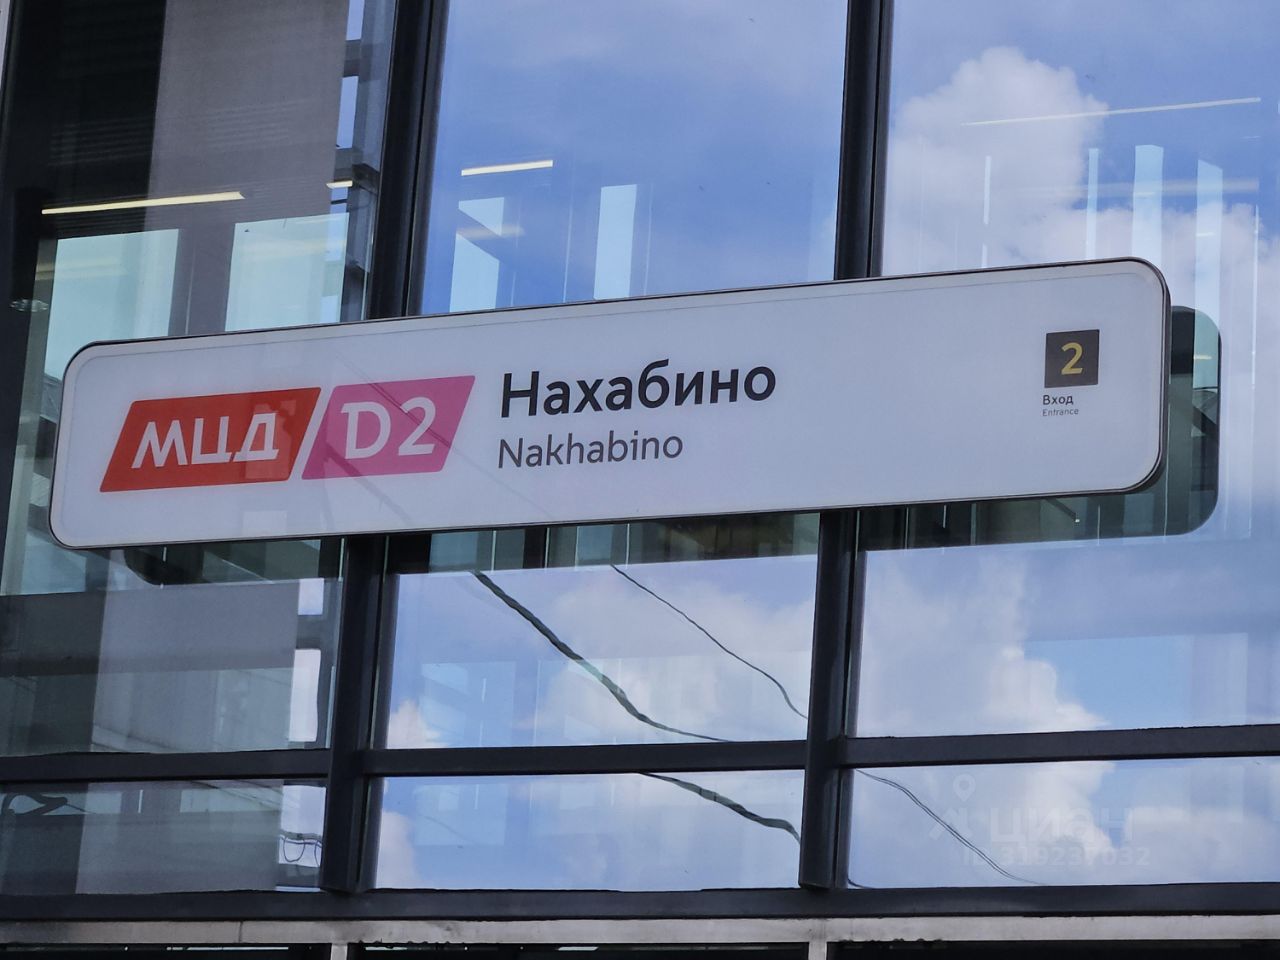 МЦД D2
Нахабино
Nakhabino
2
Вход
Entrance
циан